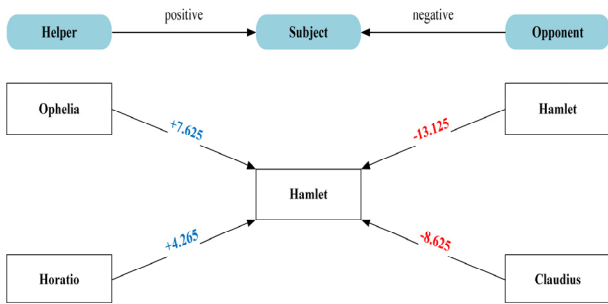 positive
negative
Helper
Subject
Opponent
Ophelia
Hamlet
+7.625
-13.125
Hamlet
+4.265
-8.625
Horatio
Claudius